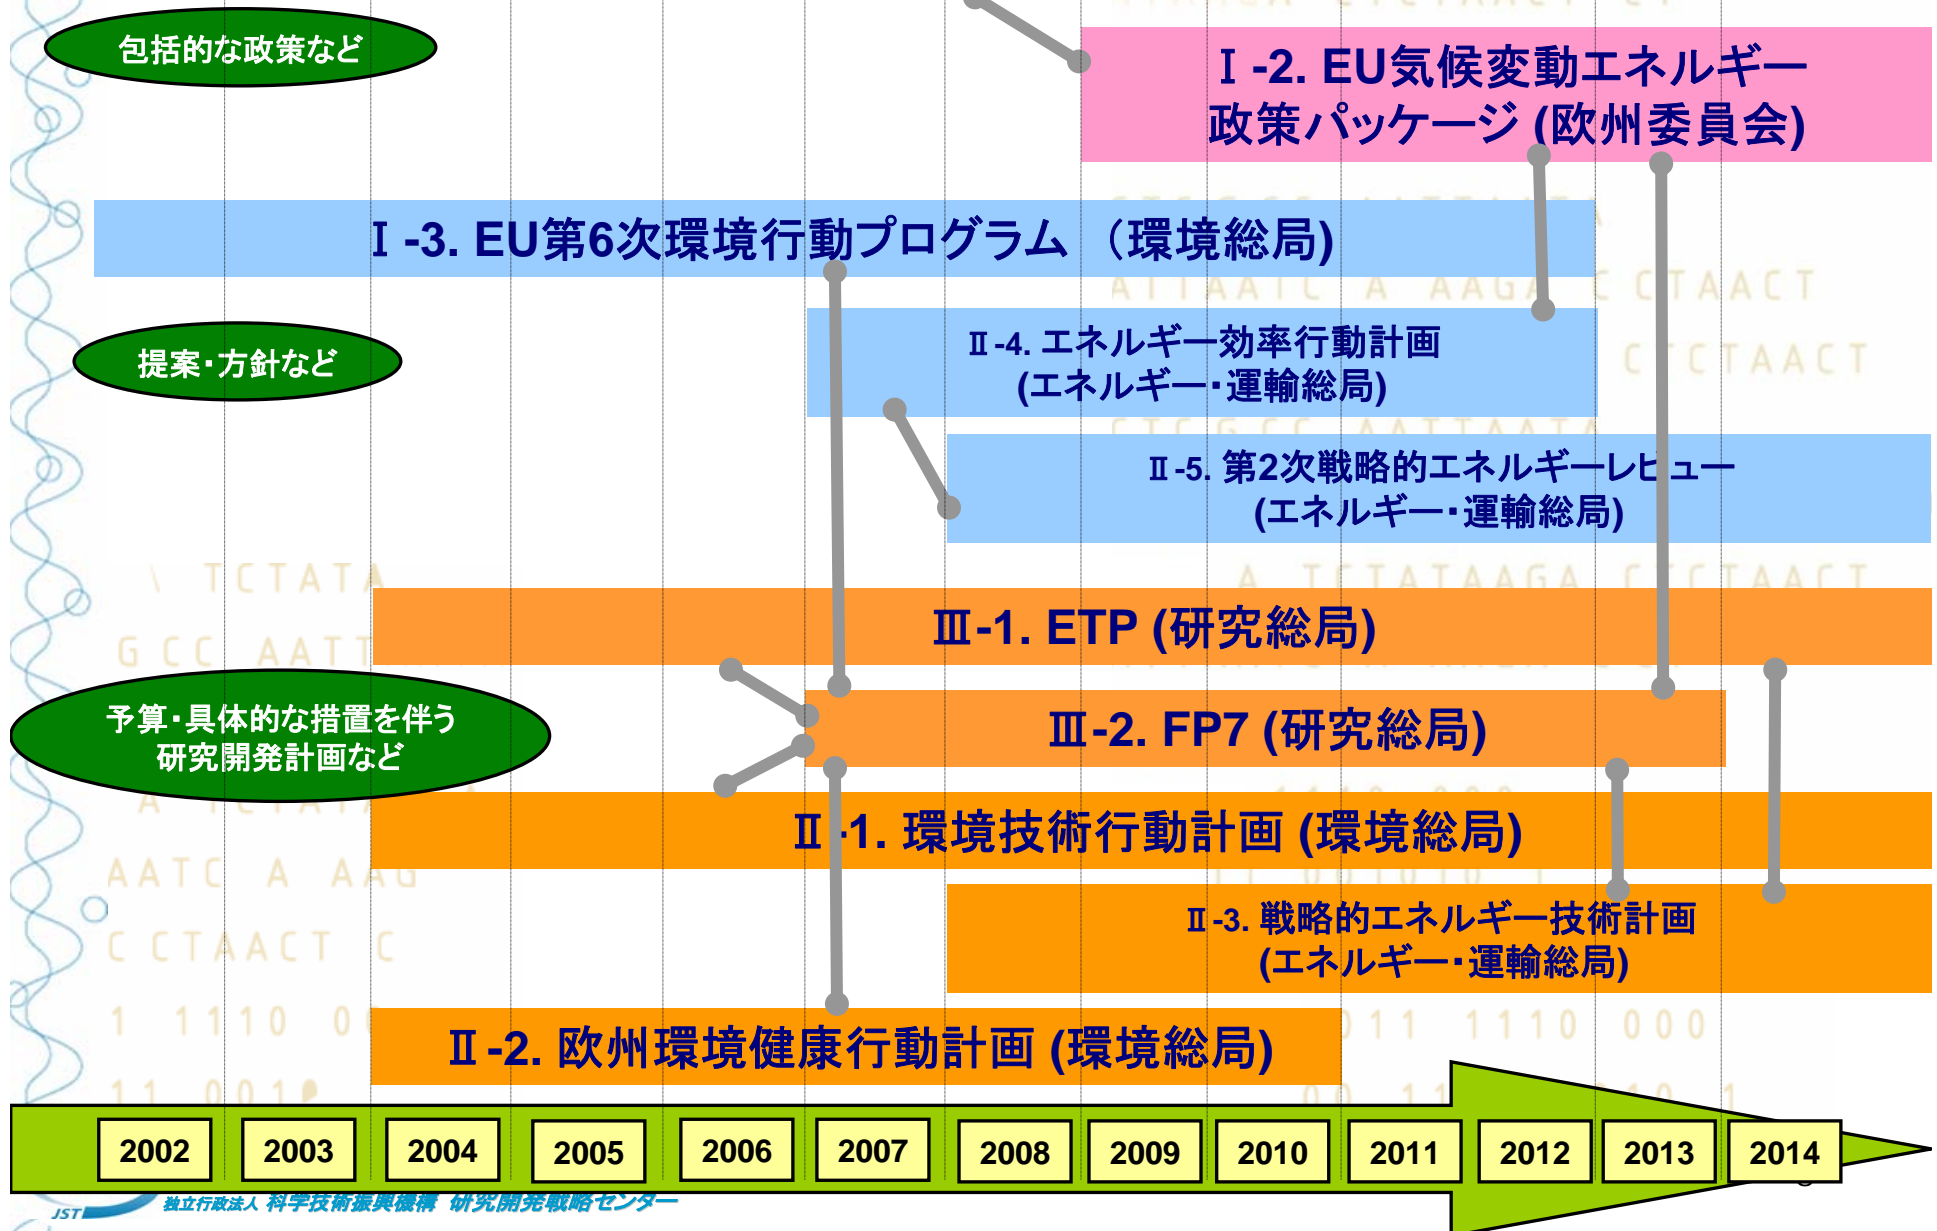 包括的な政策など
Ⅰ-2. EU気候変動エネルギー
政策パッケージ (欧州委員会)
Ⅰ-3. EU第6次環境行動プログラム （環境総局)
提案・方針など
Ⅱ-4. エネルギー効率行動計画
(エネルギー・運輸総局)
Ⅱ-5. 第2次戦略的エネルギーレビュー
(エネルギー・運輸総局)
Ⅲ-1. ETP (研究総局)
予算・具体的な措置を伴う
研究開発計画など
Ⅲ-2. FP7 (研究総局)
Ⅱ-1. 環境技術行動計画 (環境総局)
Ⅱ-3. 戦略的エネルギー技術計画
(エネルギー・運輸総局)
Ⅱ-2. 欧州環境健康行動計画 (環境総局)
2002 2003 2004 2005 2006 2007 2008 2009 2010 2011 2012 2013 2014
JST 独立行政法人 科学技術振興機構 研究開発戦略センター